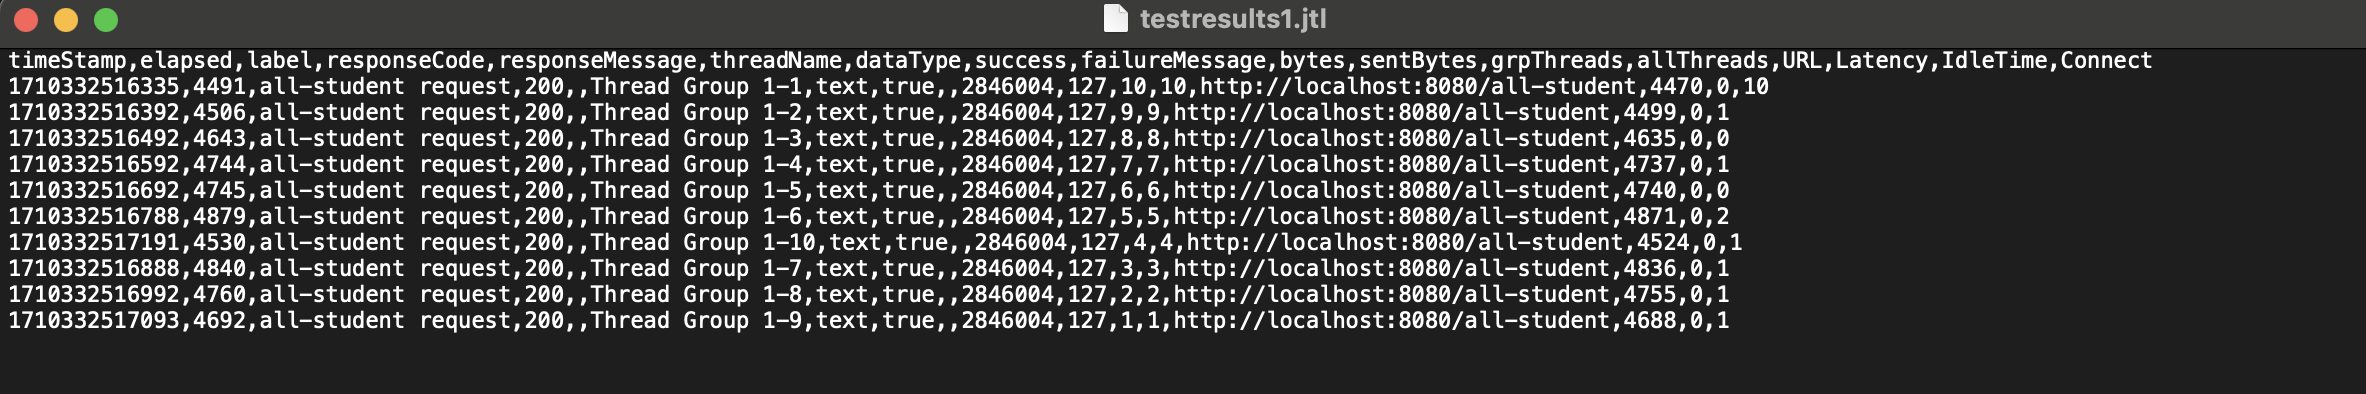 testresults1.jtl
timeStamp,elapsed,label,responseCode,responseMessage,threadName,dataType,success,failureMessage,bytes,sentBytes,grpThreads,allThreads,URL,Latency,IdleTime,Connect
1710332516335,4491,all-student request,200,,Thread Group 1-1,text,true,,2846004,127,10,10,http://localhost:8080/all-student,4470,0,10
1710332516392,4506,all-student request,200,,Thread Group 1-2,text,true,,2846004,127,9,9,http://localhost:8080/all-student,4499,0,1
1710332516492,4643,all-student request,200,,Thread Group 1-3,text,true,,2846004,127,8,8,http://localhost:8080/all-student,4635,0,0
1710332516592,4744,all-student request,200,,Thread Group 1-4,text,true,,2846004,127,7,7,http://localhost:8080/all-student,4737,0,1
1710332516692,4745,all-student request,200,,Thread Group 1-5,text,true,,2846004,127,6,6,http://localhost:8080/all-student,4740,0,0
1710332516788,4879,all-student request,200,,Thread Group 1-6,text,true,,2846004,127,5,5,http://localhost:8080/all-student,4871,0,2
1710332517191,4530,all-student request,200,,Thread Group 1-10,text,true,,2846004,127,4,4,http://localhost:8080/all-student,4524,0,1
1710332516888,4840,all-student request,200,,Thread Group 1-7,text,true,,2846004,127,3,3,http://localhost:8080/all-student,4836,0,1
1710332516992,4760,all-student request,200,,Thread Group 1-8,text,true,,2846004,127,2,2,http://localhost:8080/all-student,4755,0,1
1710332517093,4692,all-student request,200,,Thread Group 1-9,text,true,,2846004,127,1,1,http://localhost:8080/all-student,4688,0,1